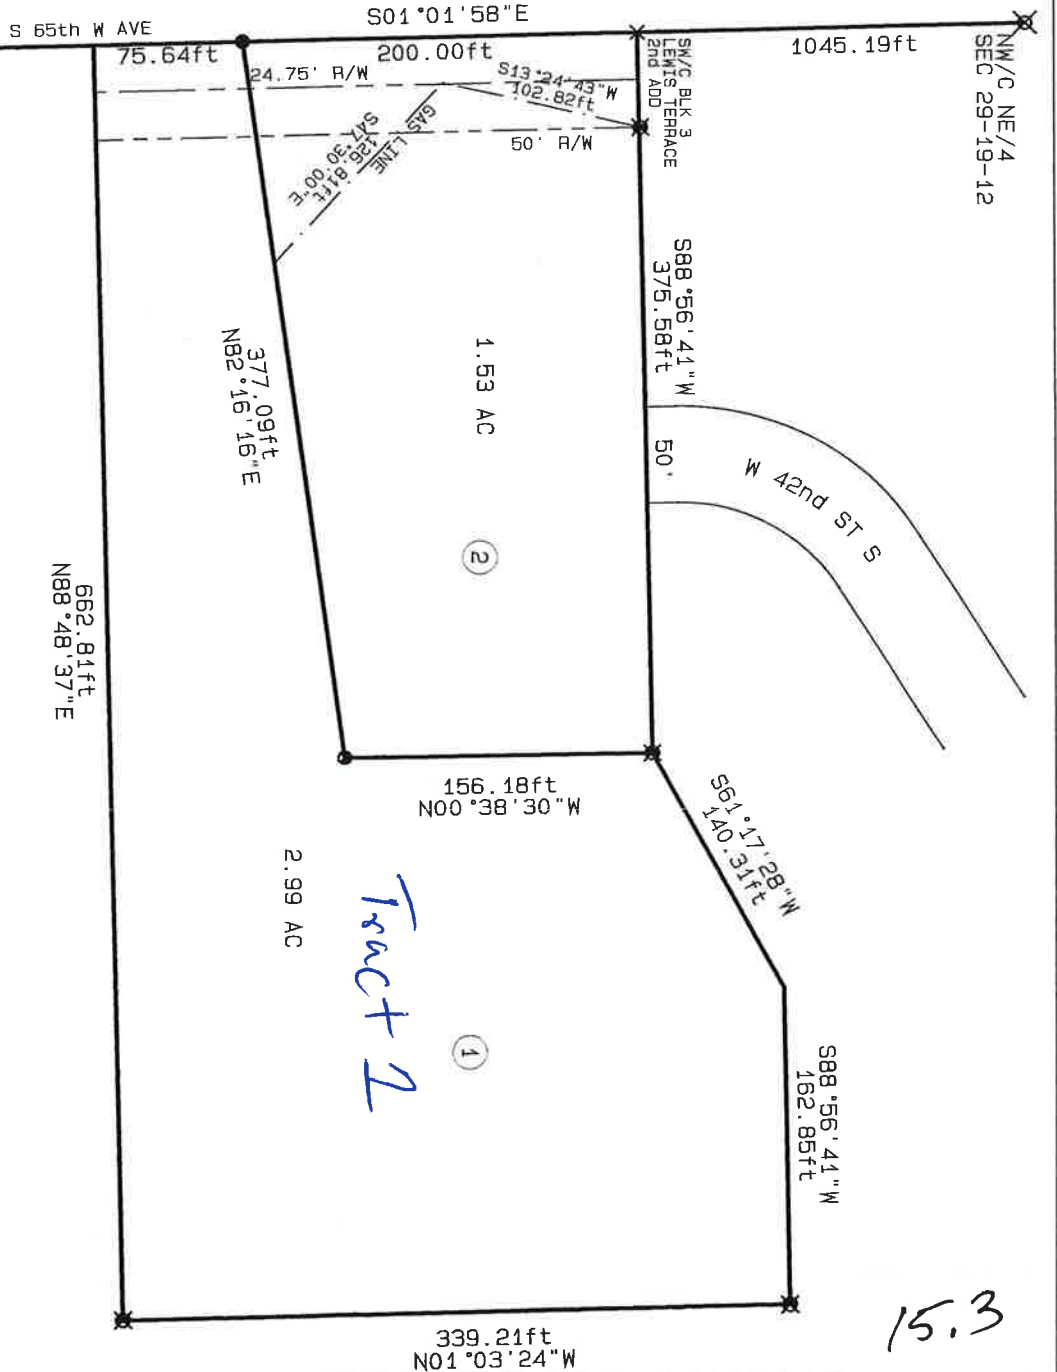 S 65th W AVE
S01°01'58"E
75.64ft
200.00ft
1045.19ft
NW/C NE/4
SEC 29-19-12
24.75' R/W
S13°24'43"W
102.82ft
SW/C BLK 3
LEWIS TERRACE
2nd ADD
50' R/W
GAS LINE
126.81ft
S47°30'00"E
S88°56'41"W
375.58ft
50'
W 42nd ST S
1.53 AC
2
377.09ft
N82°16'16"E
662.81ft
N88°48'37"E
156.18ft
N00°38'30"W
S61°17'28"W
140.31ft
2.99 AC
Tract 1
1
S88°56'41"W
162.85ft
339.21ft
N01°03'24"W
15.3